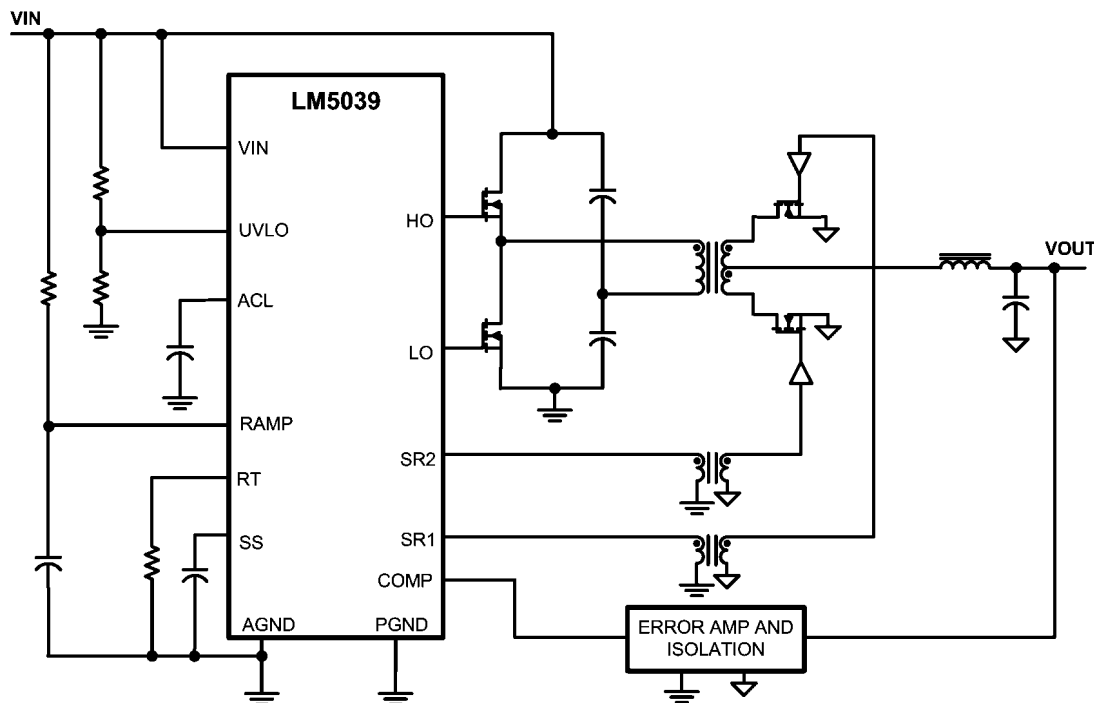 VIN
LM5039
VIN
HO
UVLO
VOUT
ACL
LO
RAMP
SR2
RT
SS
SR1
COMP
AGND
PGND
ERROR AMP AND
ISOLATION